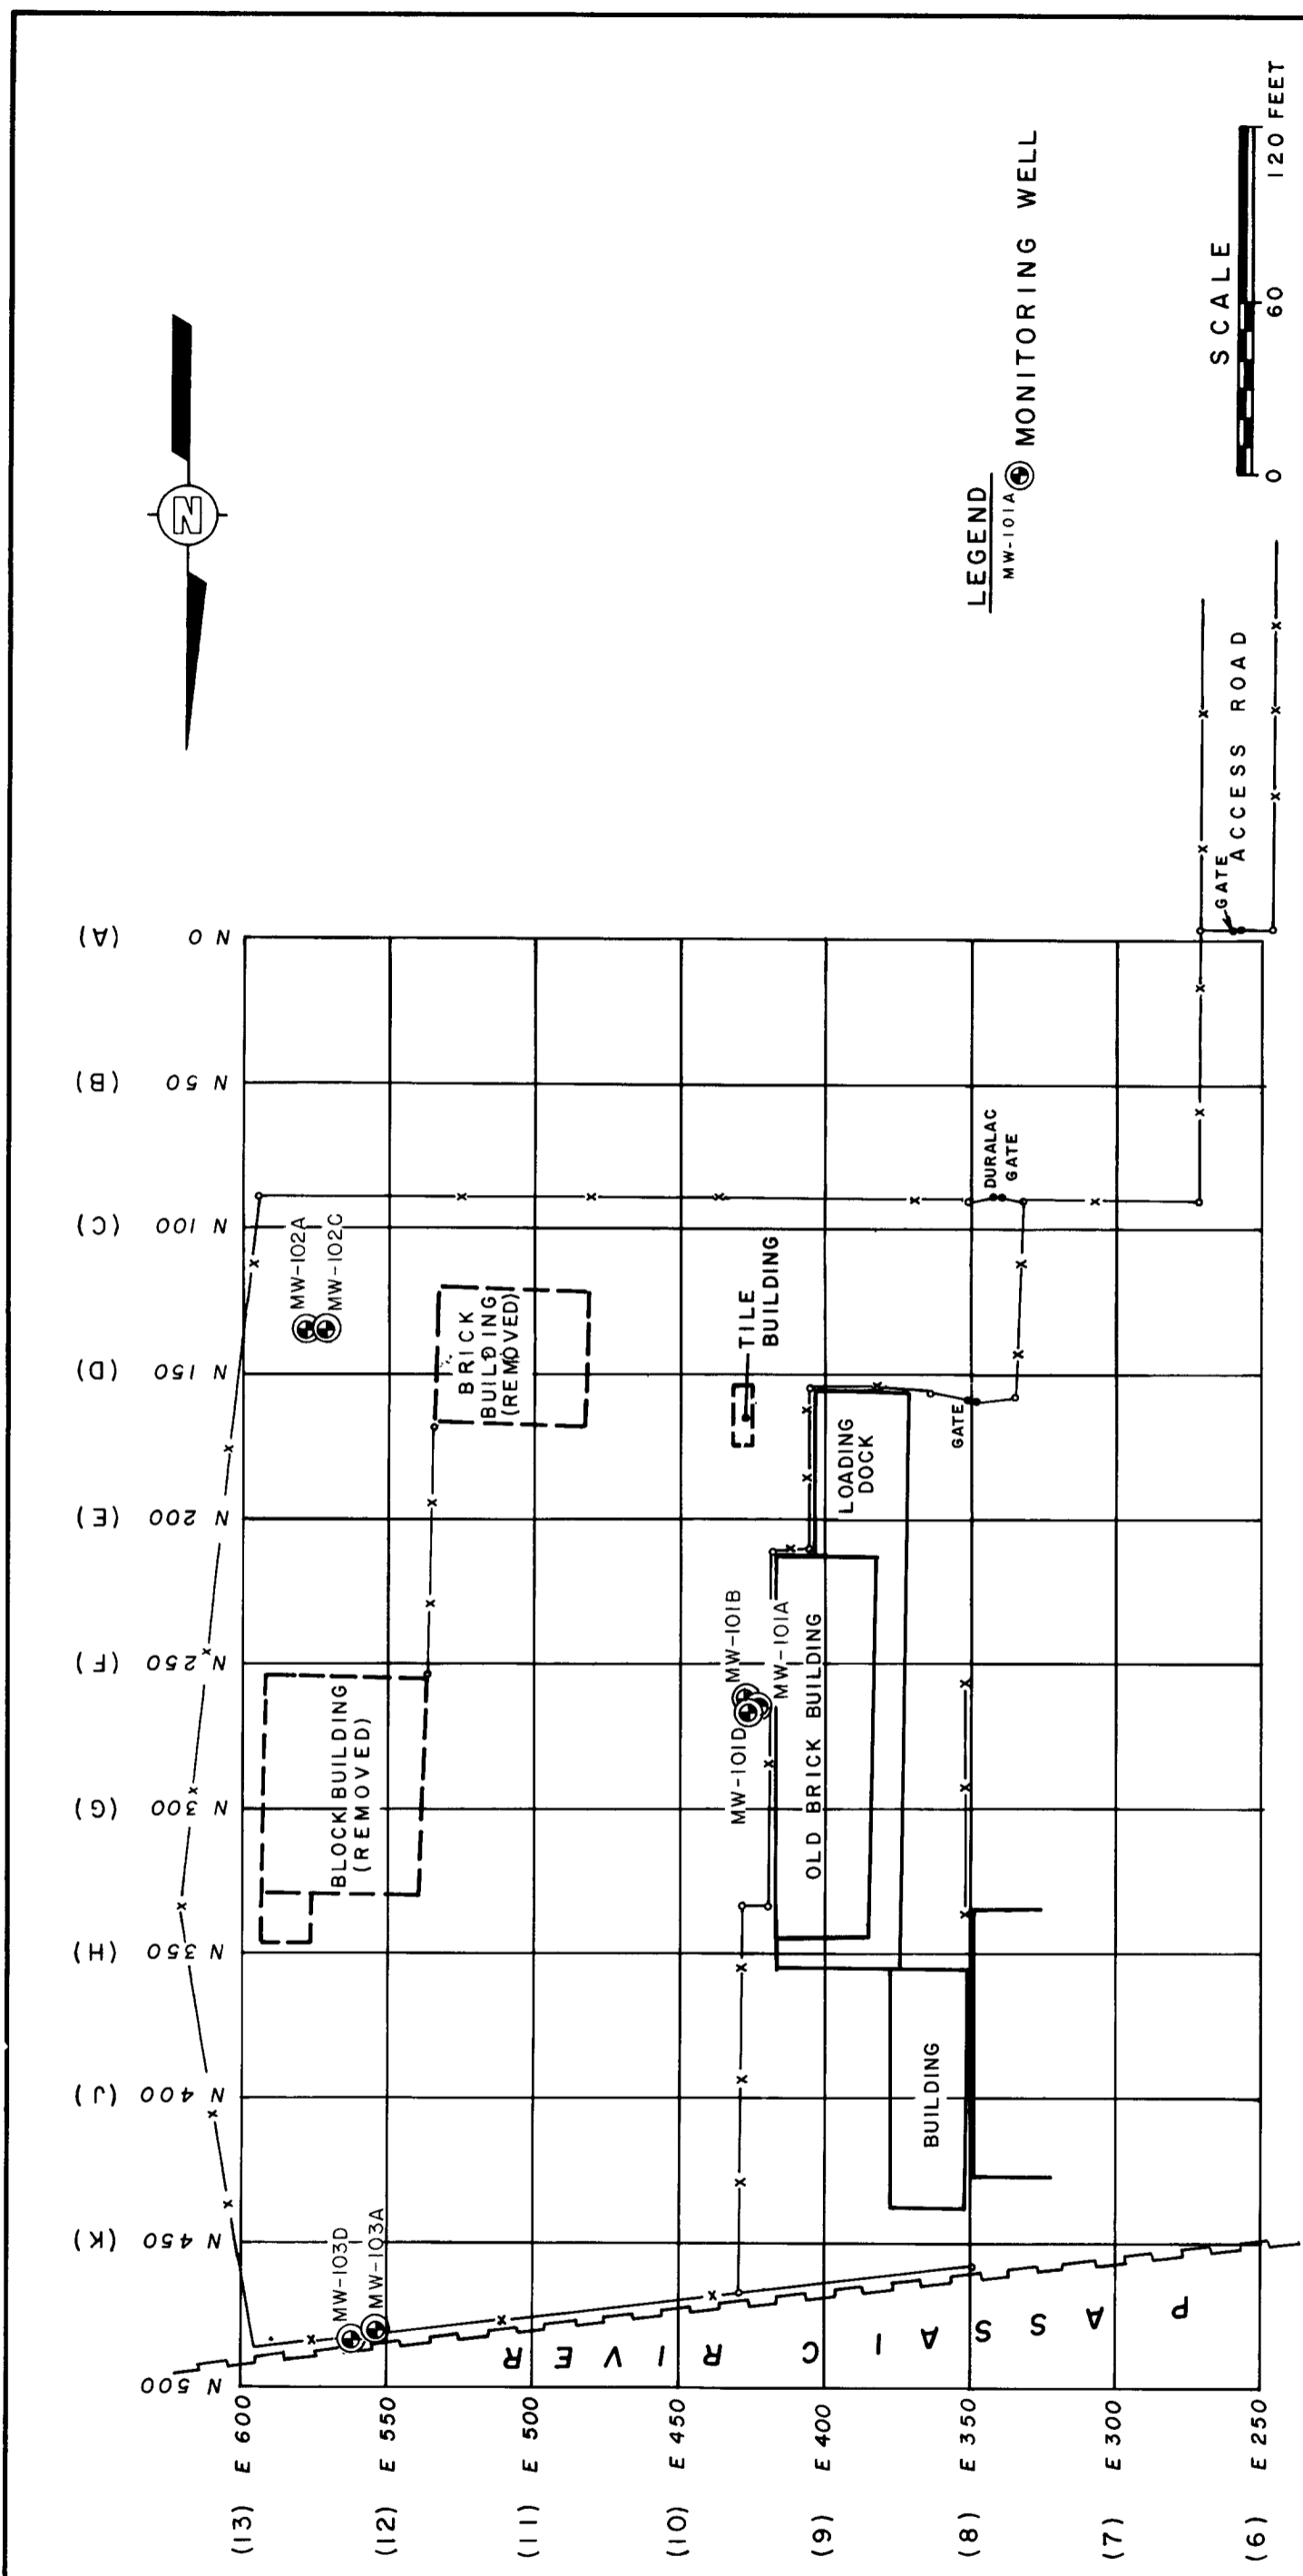 N
LEGEND
MW-101A
MONITORING WELL
SCALE
0 60 120 FEET
(A) N 0
(B) N 50
(C) N 100
(D) N 150
(E) N 200
(F) N 250
(G) N 300
(H) N 350
(J) N 400
(K) N 450
N 500
(13) E 600
(12) E 550
(11) E 500
(10) E 450
(9) E 400
(8) E 350
(7) E 300
(6) E 250
MW-102A
MW-102C
BRICK
BUILDING
(REMOVED)
TILE
BUILDING
BLOCK BUILDING
(REMOVED)
MW-101B
MW-101A
MW-101D
OLD BRICK BUILDING
LOADING
DOCK
GATE
DURALAC
GATE
GATE
ACCESS ROAD
BUILDING
MW-103D
MW-103A
PASSAIC RIVER